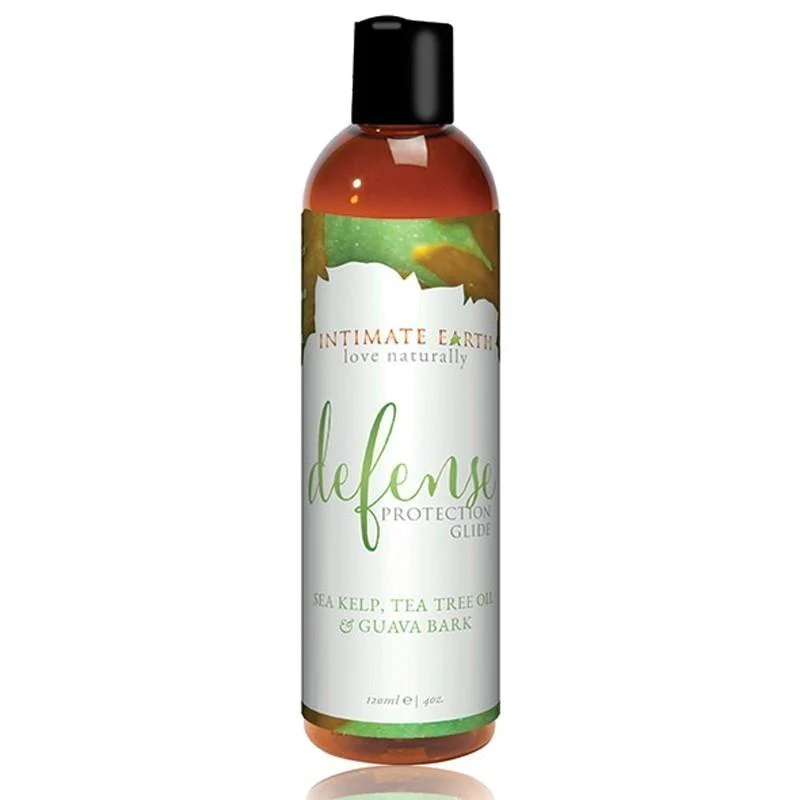 INTIMATE EARTH
love naturally
defense
PROTECTION
GLIDE
SEA KELP, TEA TREE OIL
& GUAVA BARK
120ml ℮ | 4oz.